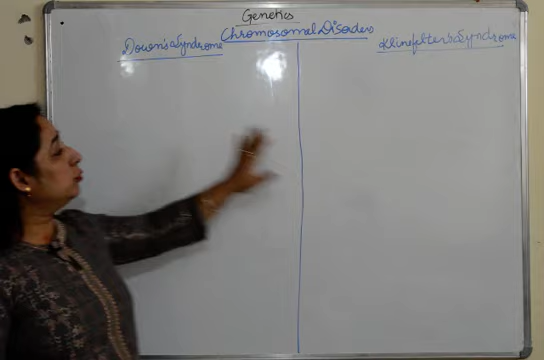 Genetics
Chromosomal Disorders
Down's Syndrome
Klinefelter's Syndrome